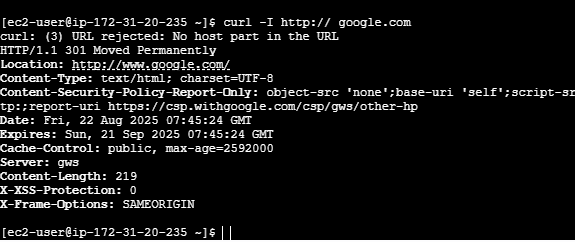 [ec2-user@ip-172-31-20-235 ~]$ curl -I http:// google.com
curl: (3) URL rejected: No host part in the URL
HTTP/1.1 301 Moved Permanently
Location: http://www.google.com/
Content-Type: text/html; charset=UTF-8
Content-Security-Policy-Report-Only: object-src 'none';base-uri 'self';script-sr
tp:;report-uri https://csp.withgoogle.com/csp/gws/other-hp
Date: Fri, 22 Aug 2025 07:45:24 GMT
Expires: Sun, 21 Sep 2025 07:45:24 GMT
Cache-Control: public, max-age=2592000
Server: gws
Content-Length: 219
X-XSS-Protection: 0
X-Frame-Options: SAMEORIGIN
[ec2-user@ip-172-31-20-235 ~]$